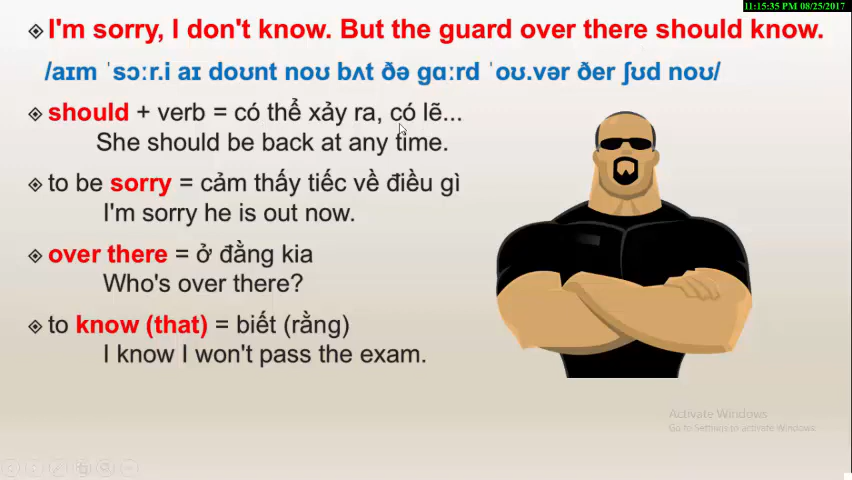 11:15:35 PM 08/25/2017
I'm sorry, I don't know. But the guard over there should know.
/aɪm ˈsɔːr.i aɪ doʊnt noʊ bʌt ðə ɡɑːrd ˈoʊ.vər ðer ʃʊd noʊ/
should + verb = có thể xảy ra, có lẽ...
She should be back at any time.
to be sorry = cảm thấy tiếc về điều gì
I'm sorry he is out now.
over there = ở đằng kia
Who's over there?
to know (that) = biết (rằng)
I know I won't pass the exam.
Activate Windows
Go to Settings to activate Windows.